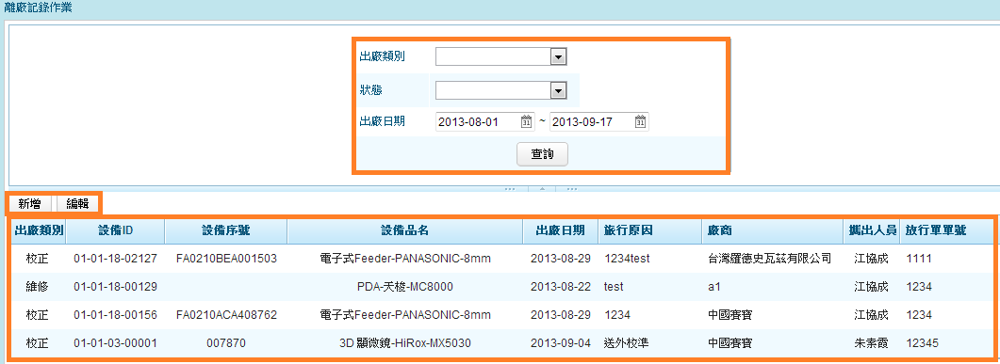 離廠記錄作業
出廠類別
狀態
出廠日期 2013-08-01 ~ 2013-09-17
查詢
新增 編輯
出廠類別 設備ID 設備序號 設備品名 出廠日期 旅行原因 廠商 攜出人員 放行單單號
校正 01-01-18-02127 FA0210BEA001503 電子式Feeder-PANASONIC-8mm 2013-08-29 1234test 台灣羅德史瓦茲有限公司 江協成 1111
維修 01-01-18-00129 PDA-天梭-MC8000 2013-08-22 test a1 江協成 1234
校正 01-01-18-00156 FA0210ACA408762 電子式Feeder-PANASONIC-8mm 2013-08-29 1234 中國賽寶 江協成 1234
校正 01-01-03-00001 007870 3D 顯微鏡-HiRox-MX5030 2013-09-04 送外校準 中國賽寶 朱素霞 12345